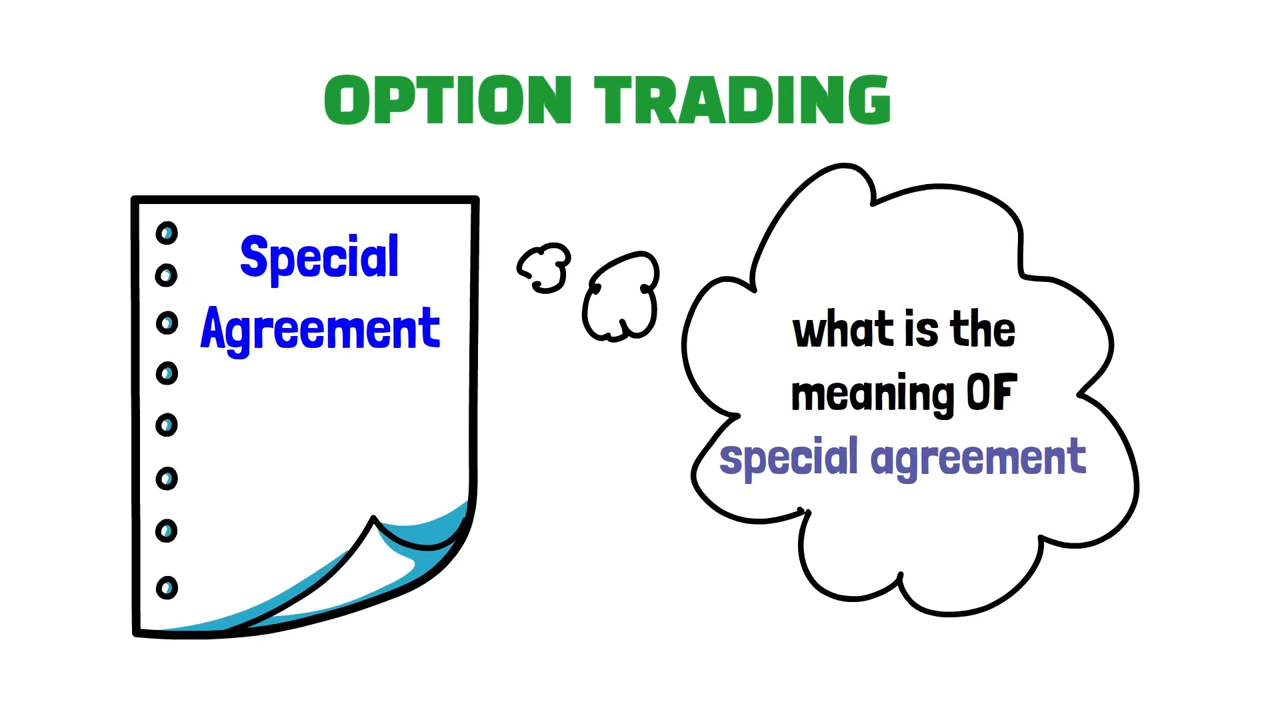 OPTION TRADING
Special
Agreement
what is the
meaning OF
special agreement